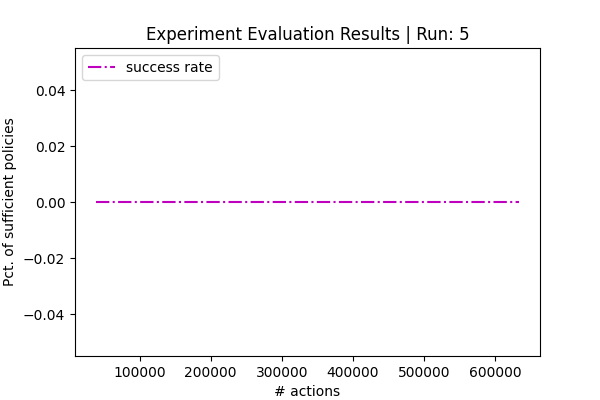 Experiment Evaluation Results | Run: 5
success rate
Pct. of sufficient policies
0.04
0.02
0.00
−0.02
−0.04
100000 200000 300000 400000 500000 600000
# actions